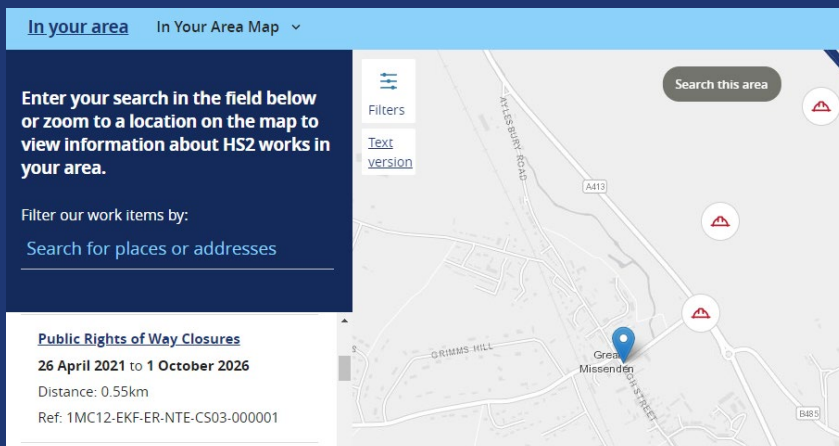 In your area
In Your Area Map
Enter your search in the field below
or zoom to a location on the map to
view information about HS2 works in
your area.
Filter our work items by:
Search for places or addresses
Public Rights of Way Closures
26 April 2021 to 1 October 2026
Distance: 0.55km
Ref: 1MC12-EKF-ER-NTE-CS03-000001
Filters
Text
version
Search this area
AYLESBURY ROAD
A413
GRIMMS HILL
Great
Missenden
HIGH STREET
B485